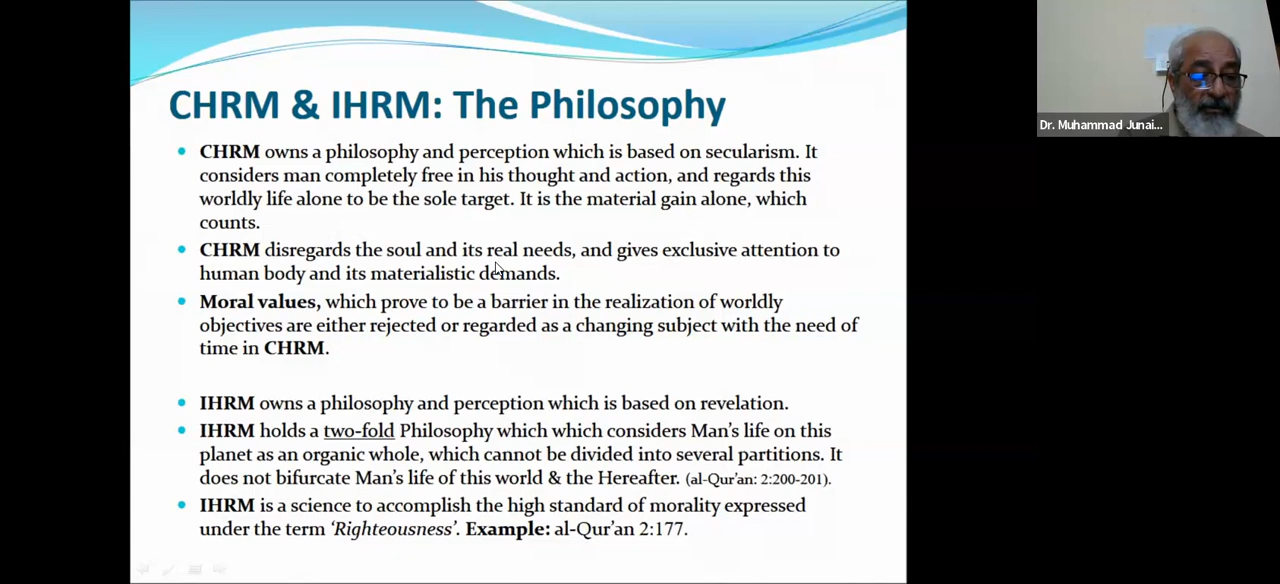 CHRM & IHRM: The Philosophy
CHRM owns a philosophy and perception which is based on secularism. It
considers man completely free in his thought and action, and regards this
worldly life alone to be the sole target. It is the material gain alone, which
counts.
CHRM disregards the soul and its real needs, and gives exclusive attention to
human body and its materialistic demands.
Moral values, which prove to be a barrier in the realization of worldly
objectives are either rejected or regarded as a changing subject with the need of
time in CHRM.
IHRM owns a philosophy and perception which is based on revelation.
IHRM holds a two-fold Philosophy which which considers Man's life on this
planet as an organic whole, which cannot be divided into several partitions. It
does not bifurcate Man's life of this world & the Hereafter. (al-Qur'an: 2:200-201).
IHRM is a science to accomplish the high standard of morality expressed
under the term 'Righteousness'. Example: al-Qur'an 2:177.
Dr. Muhammad Junai...